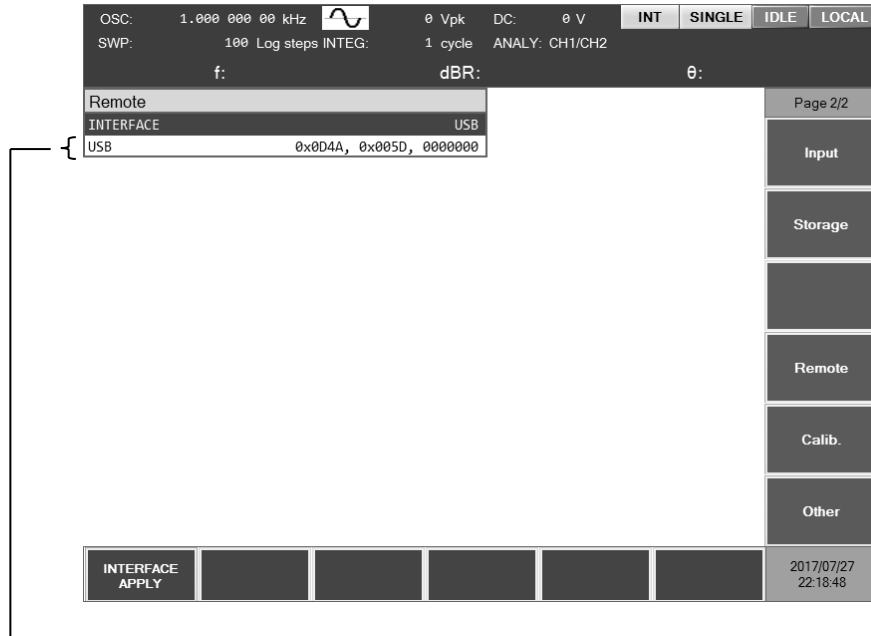 OSC: 1.000 000 00 kHz 0 Vpk DC: 0 V INT SINGLE IDLE LOCAL
SWP: 100 Log steps INTEG: 1 cycle ANALY: CH1/CH2
f: dBR: θ:
Remote
INTERFACE USB
USB 0x0D4A, 0x005D, 0000000
Page 2/2
Input
Storage
Remote
Calib.
Other
INTERFACE
APPLY
2017/07/27
22:18:48